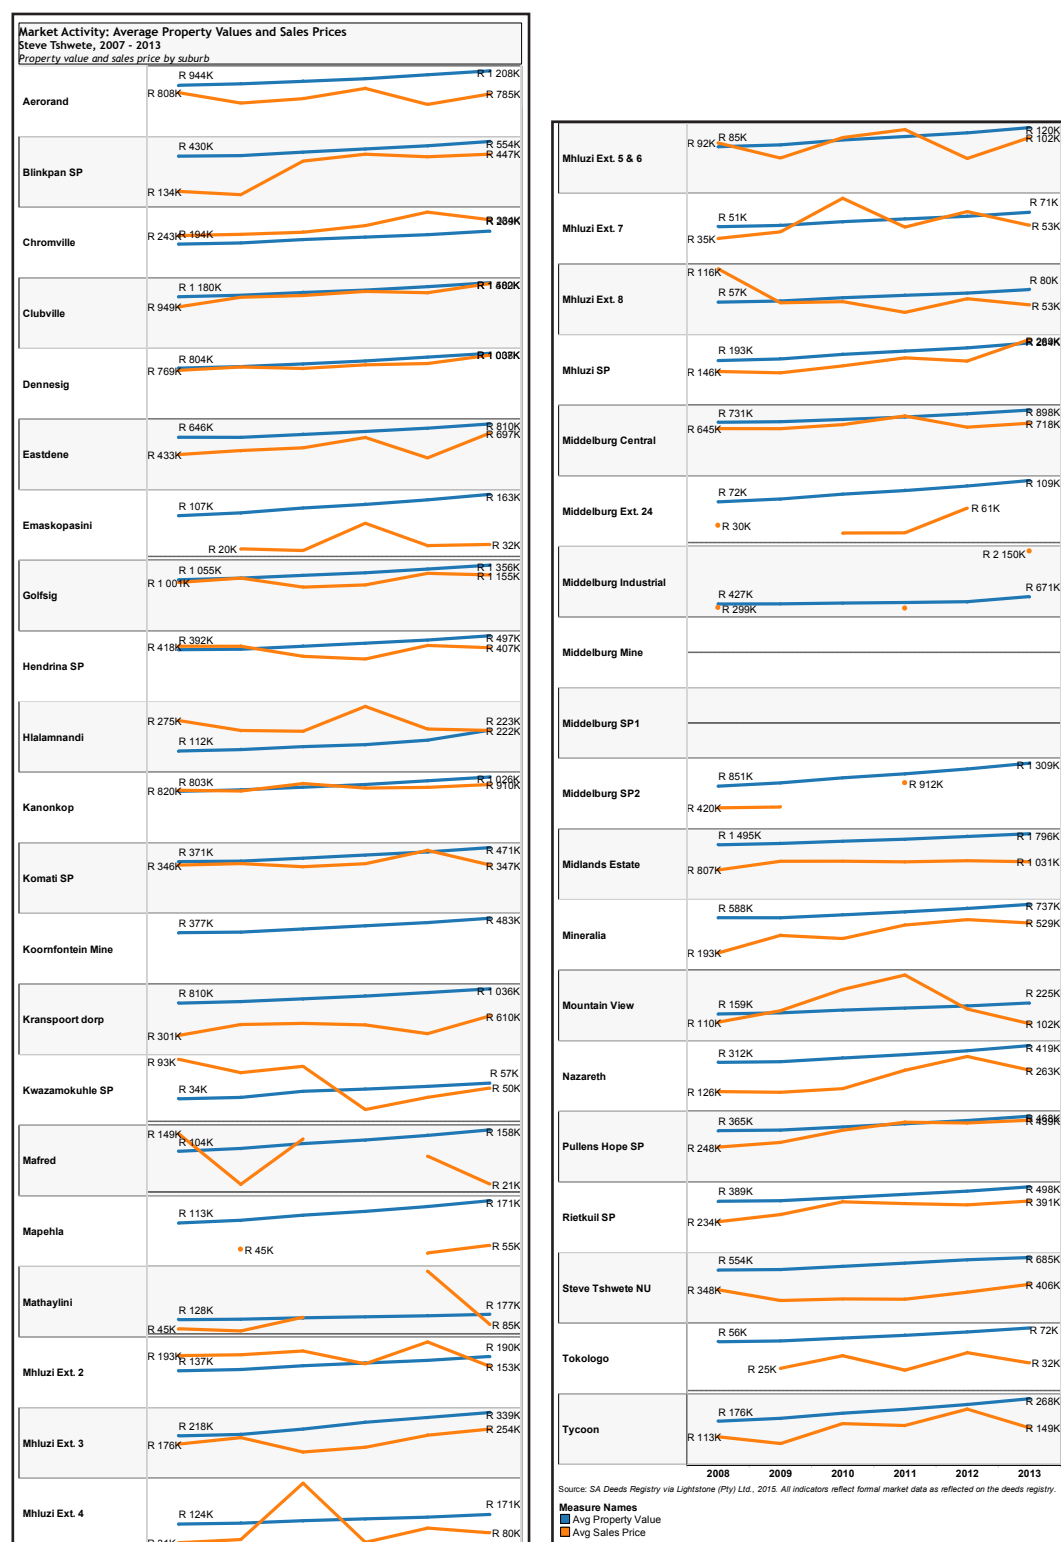 Market Activity: Average Property Values and Sales Prices
Steve Tshwete, 2007 - 2013
Property value and sales price by suburb
R 944K
R 1 208K
R 808K
R 785K
Aerorand
R 430K
R 554K
R 447K
Blinkpan SP
R 134K
R 243K
R 194K
Chromville
R 1 180K
R 949K
Clubville
R 804K
R 769K
Dennesig
R 646K
R 810K
R 697K
R 433K
Eastdene
R 107K
R 163K
Emaskopasini
R 20K
R 32K
R 1 055K
R 1 356K
R 1 001K
R 1 155K
Golfsig
R 392K
R 497K
R 418K
R 407K
Hendrina SP
R 275K
R 223K
R 222K
Hlalamnandi
R 112K
R 803K
R 1 026K
R 820K
R 910K
Kanonkop
R 371K
R 471K
R 346K
R 347K
Komati SP
R 377K
R 483K
Koornfontein Mine
R 810K
R 1 036K
Kranspoort dorp
R 610K
R 301K
R 93K
R 57K
Kwazamokuhle SP
R 34K
R 50K
R 149K
R 104K
R 158K
Mafred
R 21K
R 113K
R 171K
Mapehla
R 45K
R 55K
Mathaylini
R 128K
R 177K
R 45K
R 85K
R 193K
R 137K
R 190K
R 153K
Mhluzi Ext. 2
R 218K
R 339K
R 176K
R 254K
Mhluzi Ext. 3
R 124K
R 171K
Mhluzi Ext. 4
R 80K
R 85K
R 120K
R 92K
R 102K
Mhluzi Ext. 5 & 6
R 51K
R 71K
Mhluzi Ext. 7
R 35K
R 53K
R 116K
R 57K
R 80K
Mhluzi Ext. 8
R 53K
R 193K
R 146K
Mhluzi SP
R 731K
R 898K
R 645K
R 718K
Middelburg Central
R 72K
R 109K
Middelburg Ext. 24
R 61K
R 30K
R 2 150K
Middelburg Industrial
R 427K
R 671K
R 299K
Middelburg Mine
Middelburg SP1
R 851K
R 1 309K
Middelburg SP2
R 912K
R 420K
R 1 495K
R 1 796K
Midlands Estate
R 807K
R 1 031K
R 588K
R 737K
Mineralia
R 529K
R 193K
R 159K
R 225K
Mountain View
R 110K
R 102K
R 312K
R 419K
Nazareth
R 263K
R 126K
R 365K
R 439K
Pullens Hope SP
R 248K
R 389K
R 498K
Rietkuil SP
R 391K
R 234K
R 554K
R 685K
Steve Tshwete NU
R 348K
R 406K
R 56K
R 72K
Tokologo
R 25K
R 32K
R 176K
R 268K
Tycoon
R 113K
R 149K
2008 2009 2010 2011 2012 2013
Source: SA Deeds Registry via Lightstone (Pty) Ltd., 2015. All indicators reflect formal market data as reflected on the deeds registry.
Measure Names
Avg Property Value
Avg Sales Price